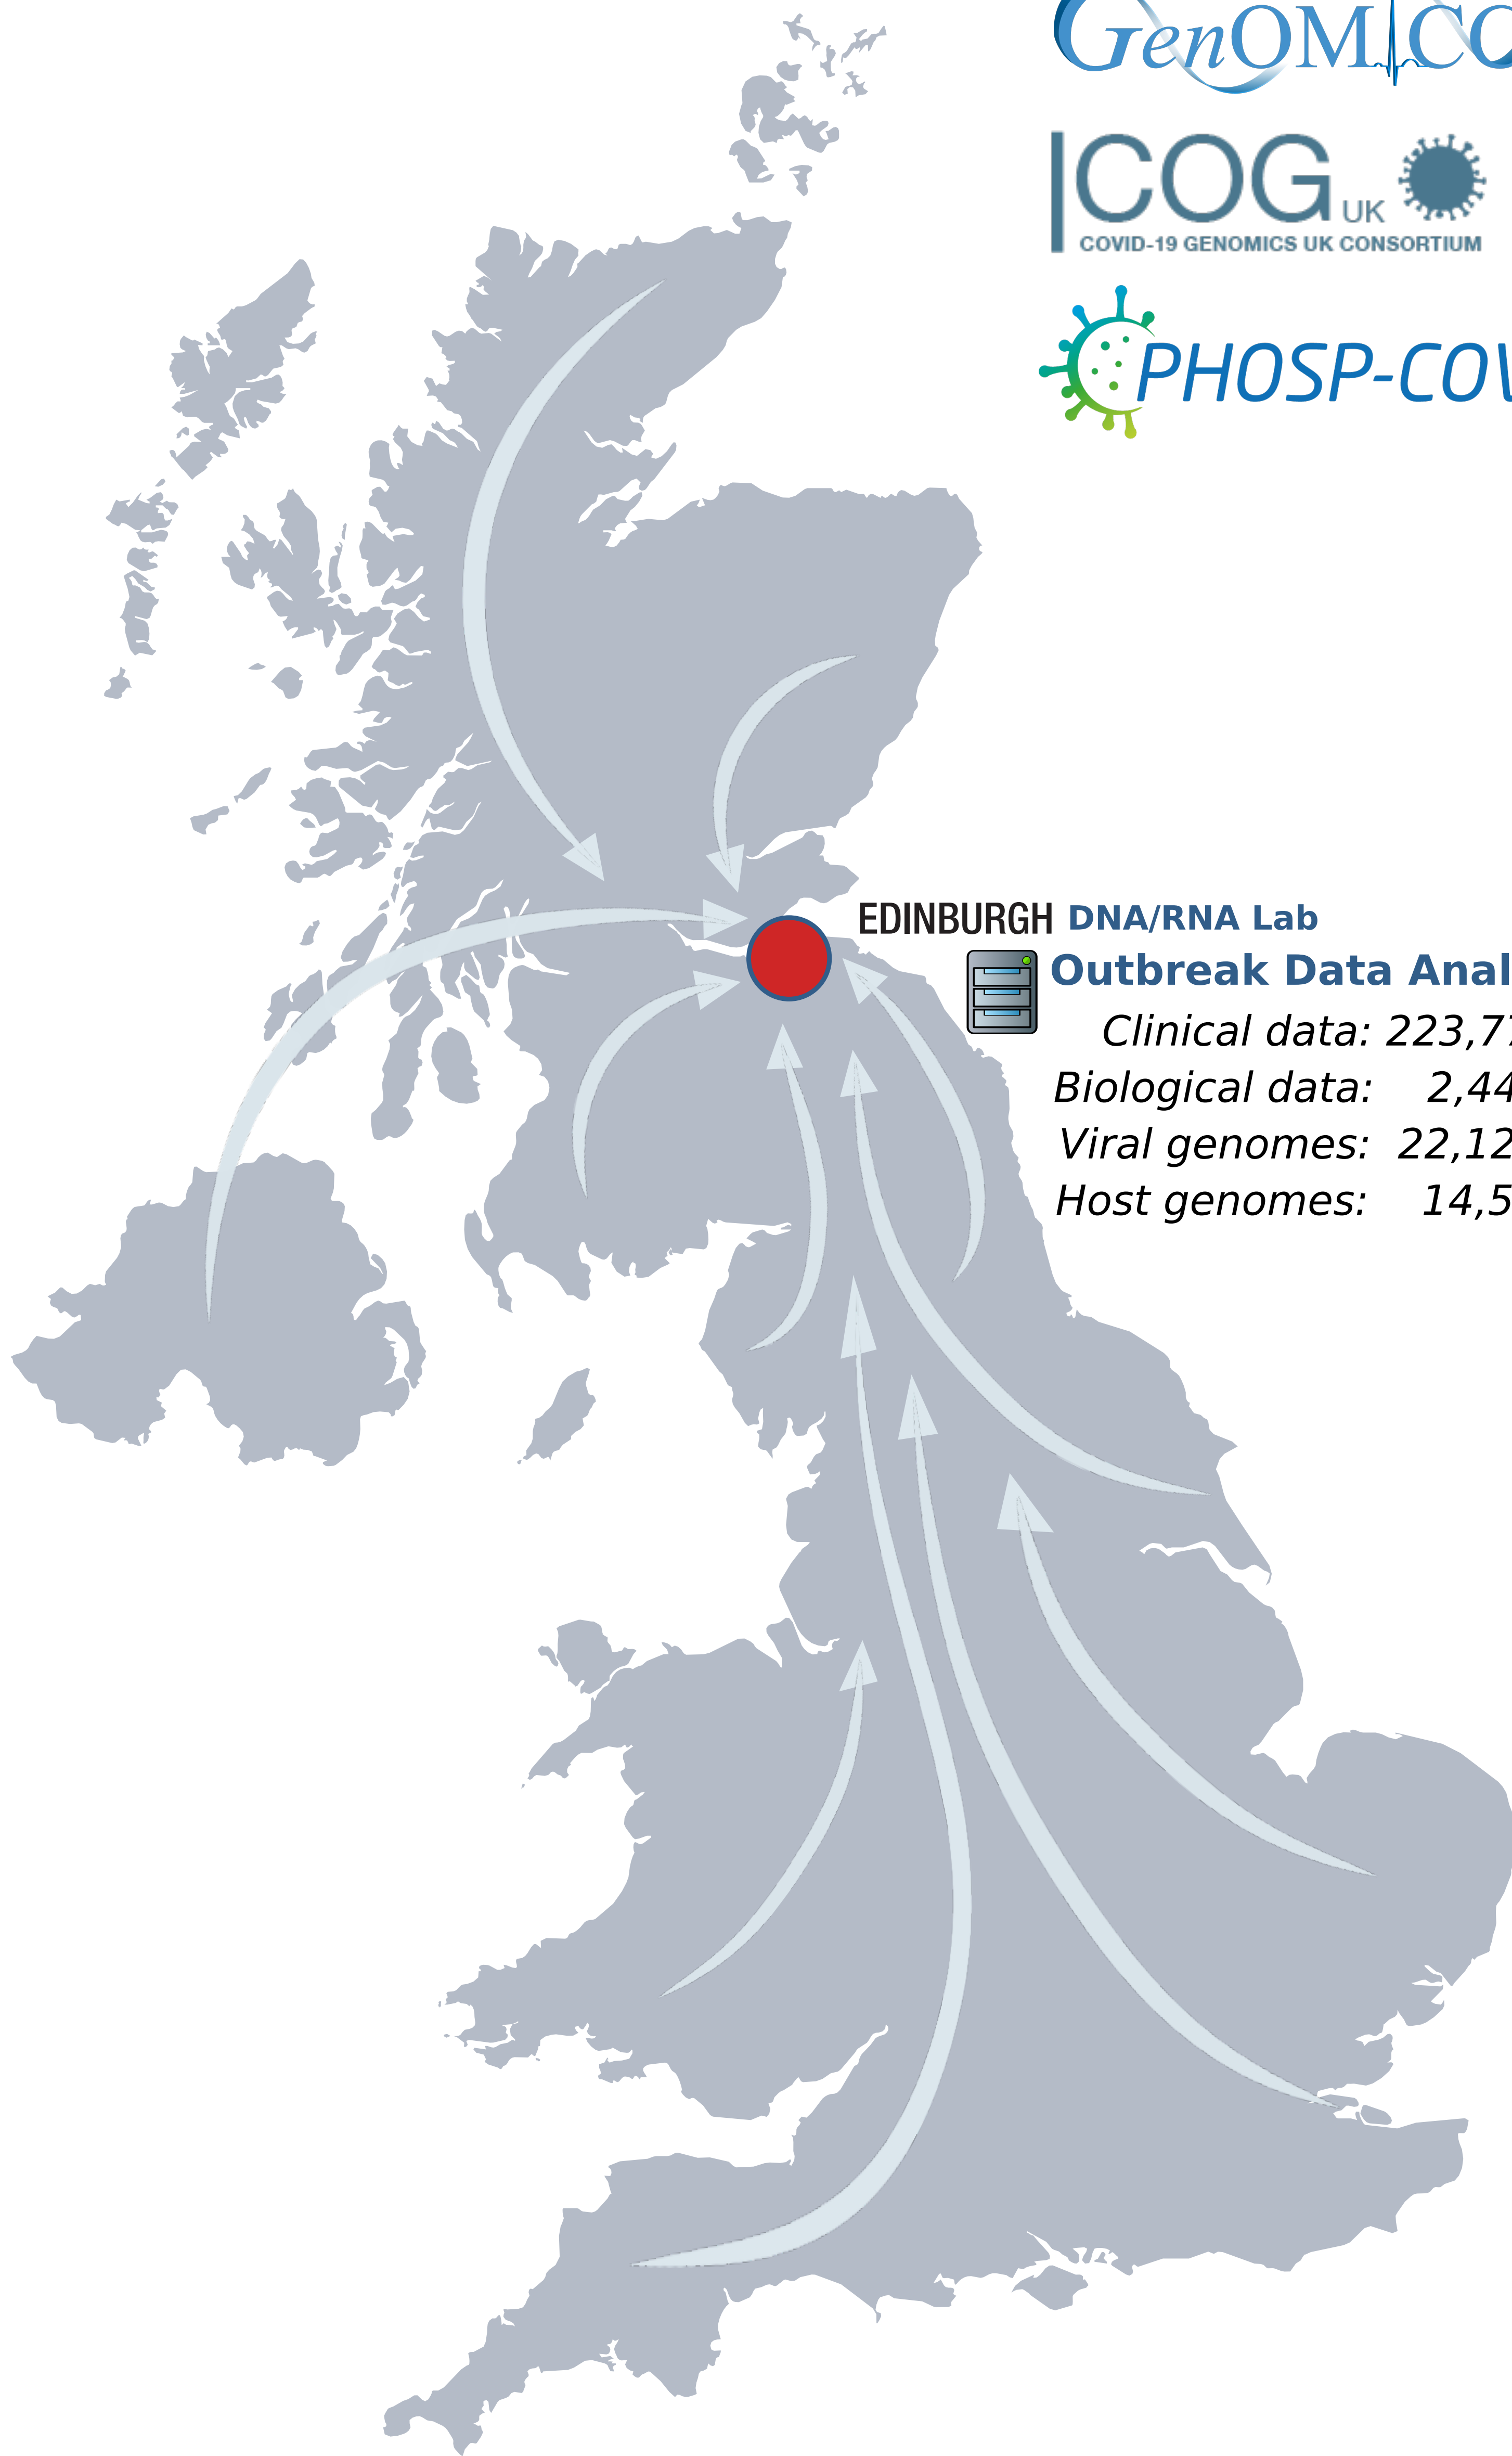 GenOMICC
COG UK
COVID-19 GENOMICS UK CONSORTIUM
PHOSP-COV
EDINBURGH DNA/RNA Lab
Outbreak Data Anal
Clinical data: 223,77
Biological data: 2,44
Viral genomes: 22,12
Host genomes: 14,5